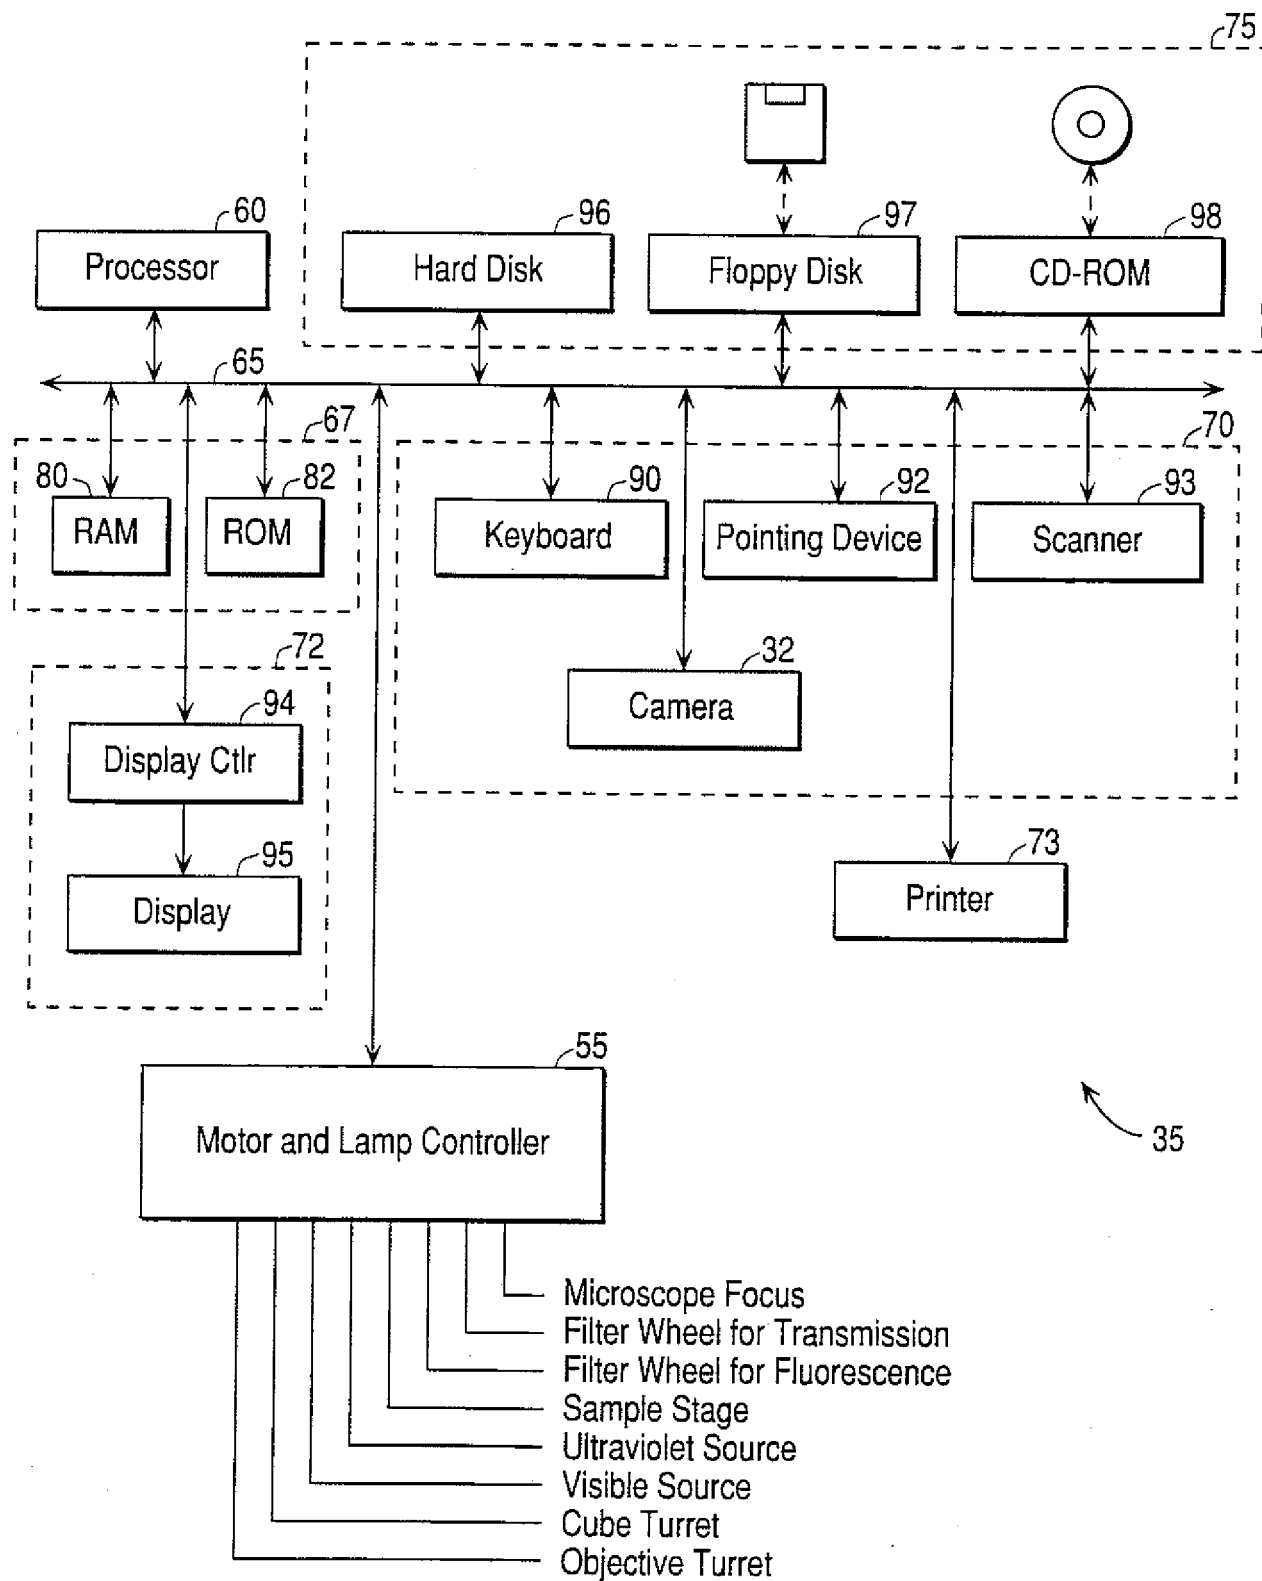 75
60
Processor
96
Hard Disk
97
Floppy Disk
98
CD-ROM
65
67
80
RAM
82
ROM
70
90
Keyboard
92
Pointing Device
93
Scanner
32
Camera
72
94
Display Ctlr
95
Display
73
Printer
55
Motor and Lamp Controller
35
Microscope Focus
Filter Wheel for Transmission
Filter Wheel for Fluorescence
Sample Stage
Ultraviolet Source
Visible Source
Cube Turret
Objective Turret